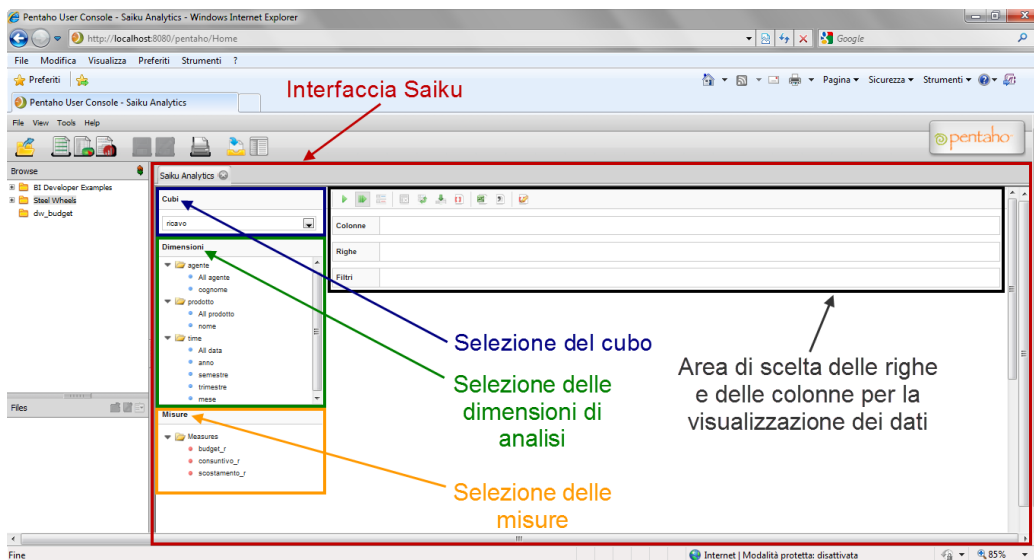 Pentaho User Console - Saiku Analytics - Windows Internet Explorer
http://localhost:8080/pentaho/Home
Google
File Modifica Visualizza Preferiti Strumenti ?
Preferiti
Pagina Sicurezza Strumenti
Pentaho User Console - Saiku Analytics
Interfaccia Saiku
File View Tools Help
pentaho
Browse
BI Developer Examples
Steel Wheels
dw_budget
Files
Saiku Analytics
Cubi
ricavo
Dimensioni
agente
All agente
cognome
prodotto
All prodotto
nome
time
All data
anno
semestre
trimestre
mese
Misure
Measures
budget_r
consuntivo_r
scostamento_r
Colonne
Righe
Filtri
Selezione del cubo
Selezione delle
dimensioni di
analisi
Selezione delle
misure
Area di scelta delle righe
e delle colonne per la
visualizzazione dei dati
Fine
Internet | Modalità protetta: disattivata
85%